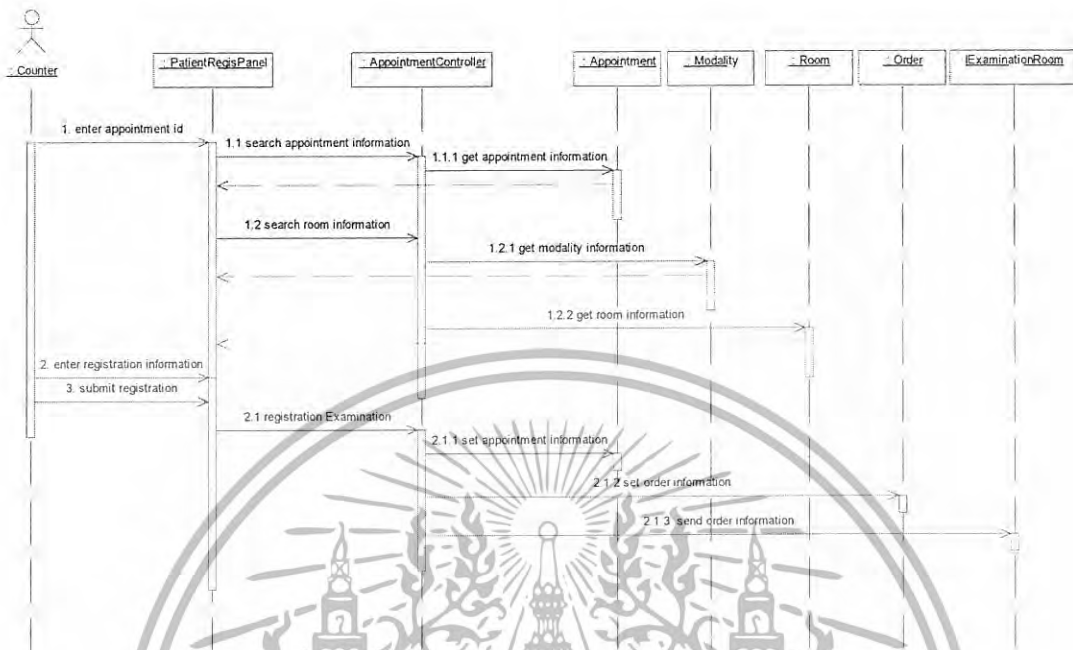 : Counter
: PatientRegisPanel
: AppointmentController
: Appointment
: Modality
: Room
: Order
IExaminationRoom
1. enter appointment id
1.1 search appointment information
1.1.1 get appointment information
1.2 search room information
1.2.1 get modality information
1.2.2 get room information
2. enter registration information
3. submit registration
2.1 registration Examination
2.1.1 set appointment information
2.1.2 set order information
2.1.3 send order information